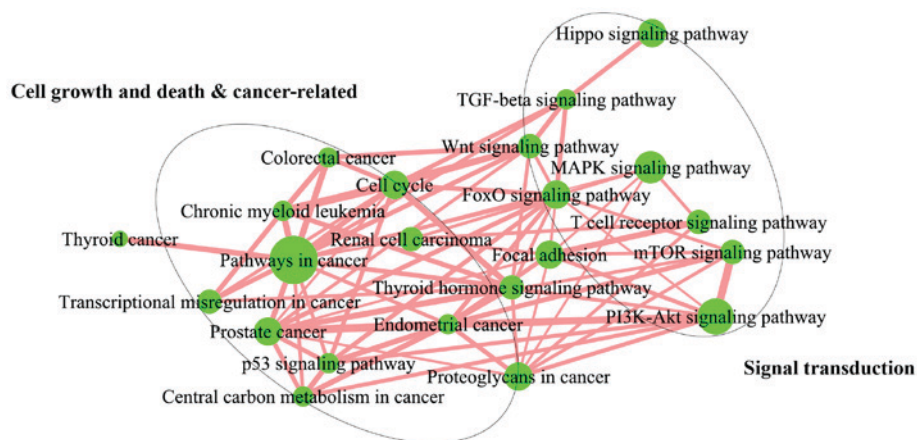 Hippo signaling pathway
Cell growth and death & cancer-related
TGF-beta signaling pathway
Wnt signaling pathway
Colorectal cancer
MAPK signaling pathway
Cell cycle
FoxO signaling pathway
Chronic myeloid leukemia
T cell receptor signaling pathway
Thyroid cancer
Renal cell carcinoma
Pathways in cancer
Focal adhesion
mTOR signaling pathway
Thyroid hormone signaling pathway
Transcriptional misregulation in cancer
PI3K-Akt signaling pathway
Prostate cancer
Endometrial cancer
p53 signaling pathway
Signal transduction
Proteoglycans in cancer
Central carbon metabolism in cancer